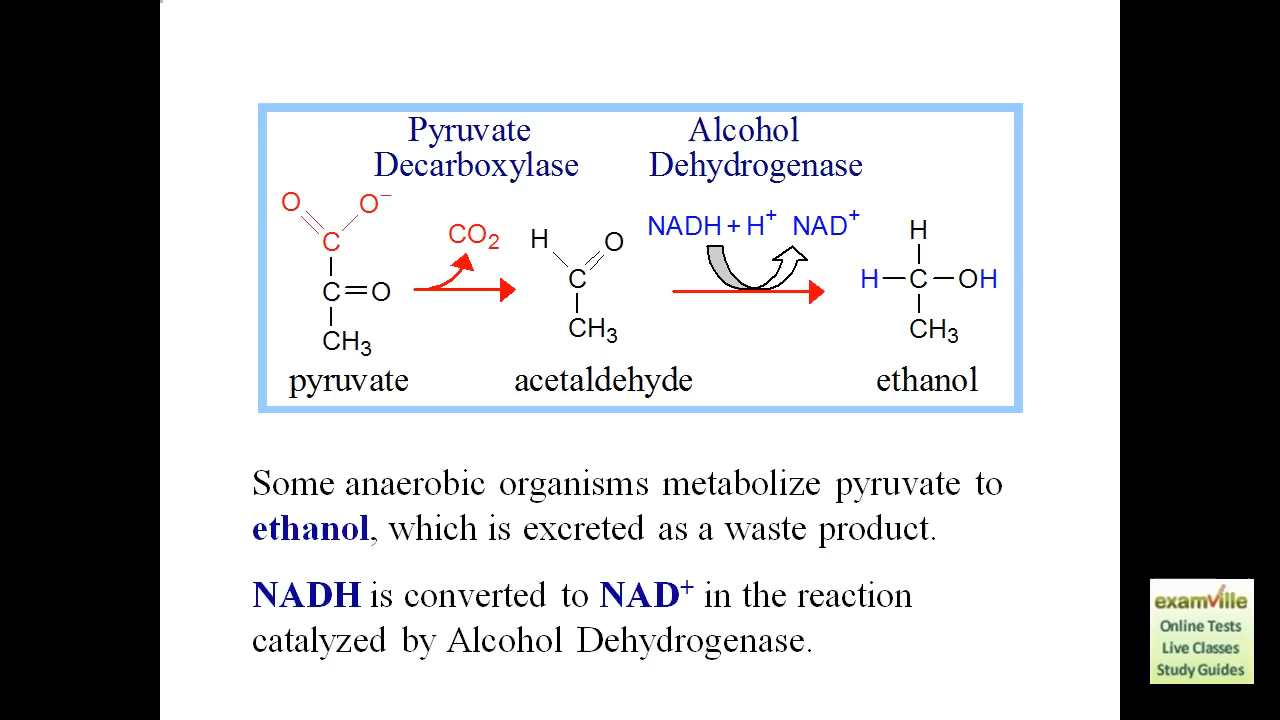 Pyruvate
Decarboxylase
Alcohol
Dehydrogenase
O O⁻
C
C=O
CH₃
pyruvate
CO₂
H O
C
CH₃
acetaldehyde
NADH + H⁺ NAD⁺
H
H—C—OH
CH₃
ethanol
Some anaerobic organisms metabolize pyruvate to
ethanol, which is excreted as a waste product.
NADH is converted to NAD⁺ in the reaction
catalyzed by Alcohol Dehydrogenase.
examville
Online Tests
Live Classes
Study Guides